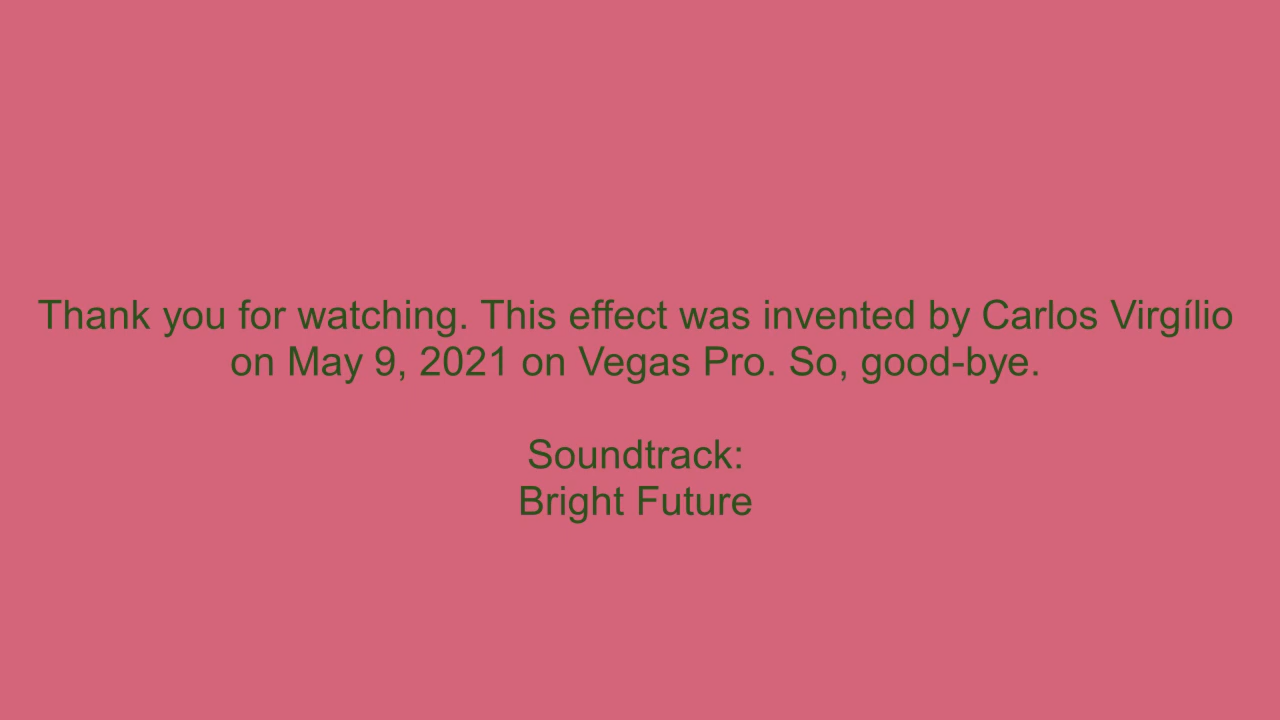 Thank you for watching. This effect was invented by Carlos Virgílio
on May 9, 2021 on Vegas Pro. So, good-bye.
Soundtrack:
Bright Future